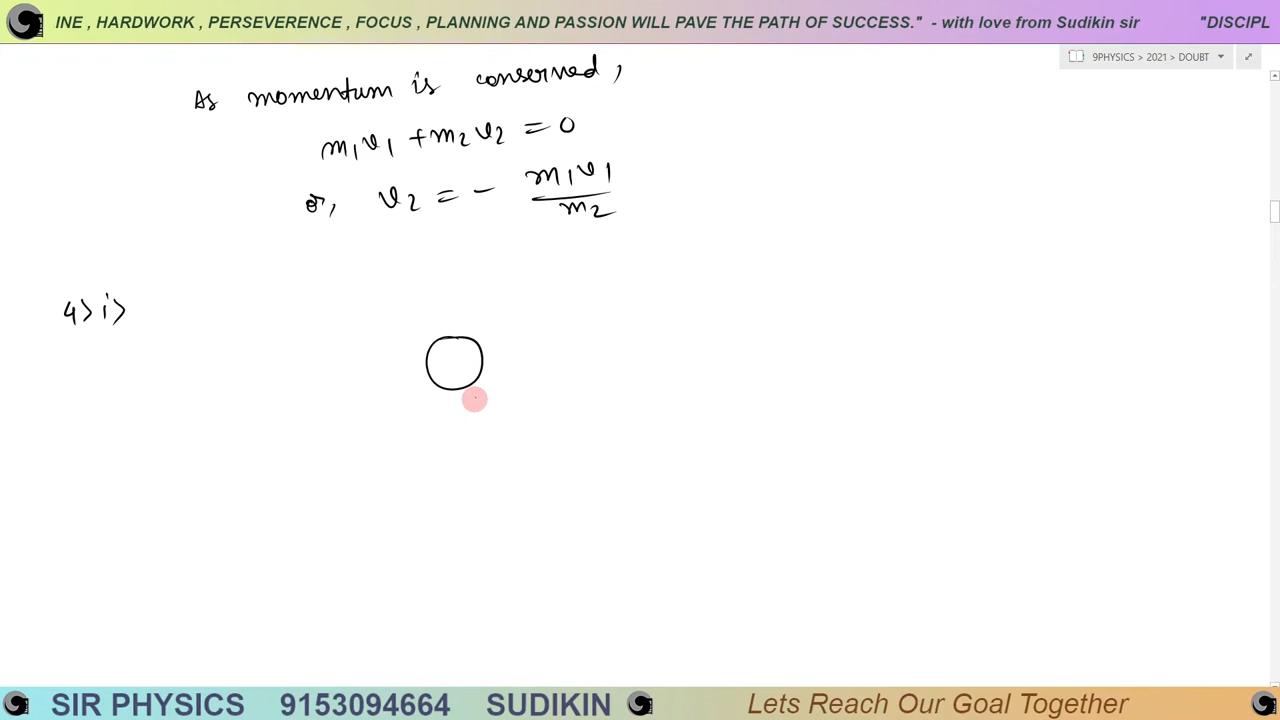 INE , HARDWORK , PERSEVERENCE , FOCUS , PLANNING AND PASSION WILL PAVE THE PATH OF SUCCESS." - with love from Sudikin sir "DISCIPL
9PHYSICS > 2021 > DOUBT
As momentum is conserved,
m₁v₁ + m₂v₂ = 0
or, v₂ = - m₁v₁ / m₂
4> i>
SIR PHYSICS 9153094664 SUDIKIN Lets Reach Our Goal Together